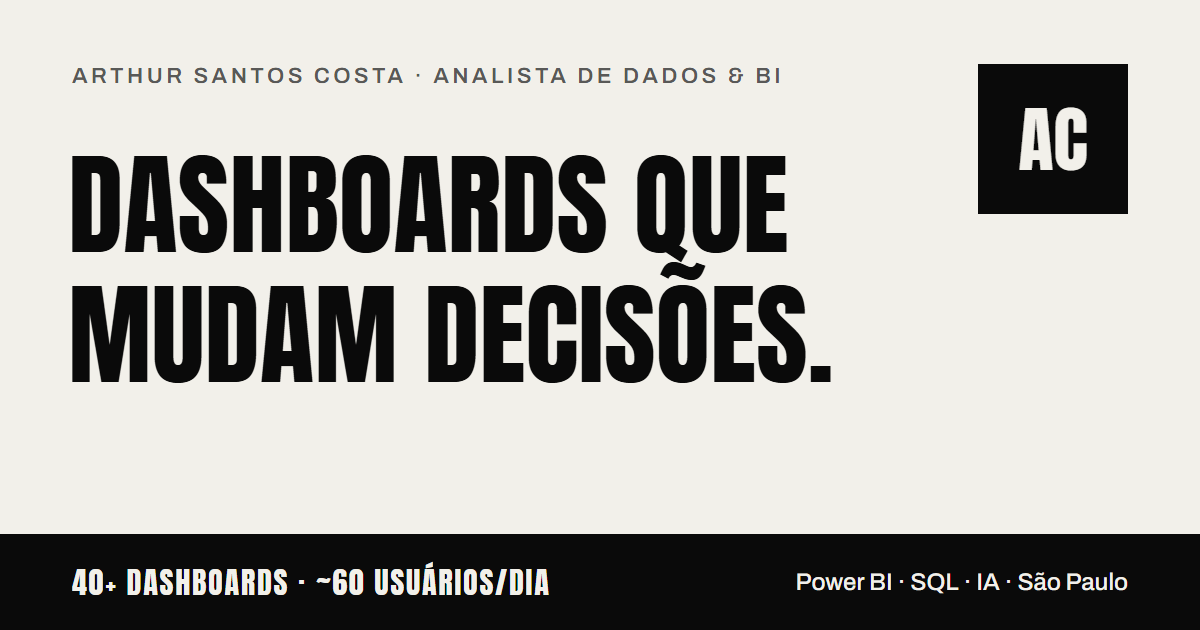 ARTHUR SANTOS COSTA · ANALISTA DE DADOS & BI
AC
DASHBOARDS QUE
MUDAM DECISÕES.
40+ DASHBOARDS · ~60 USUÁRIOS/DIA
Power BI · SQL · IA · São Paulo